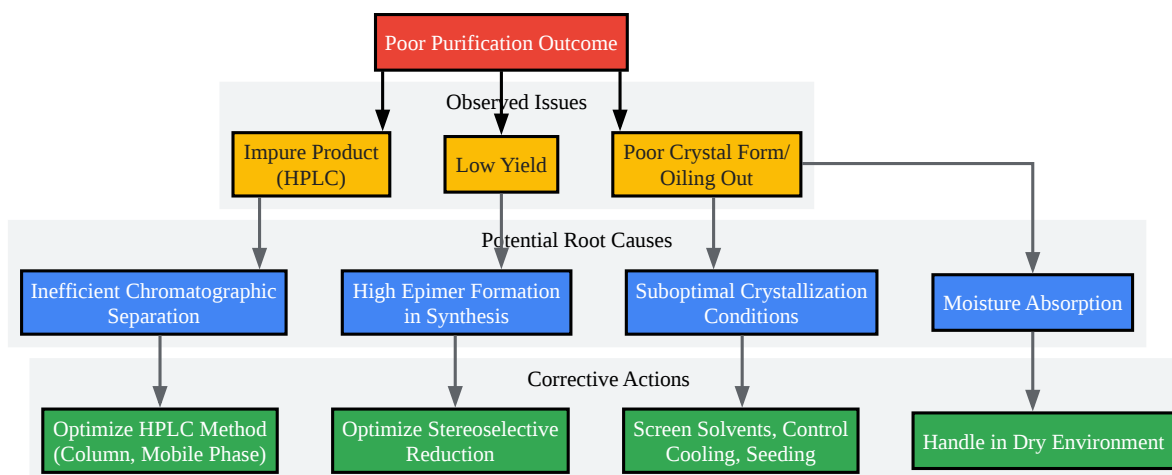 Poor Purification Outcome
Observed Issues
Impure Product
(HPLC)
Low Yield
Poor Crystal Form/
Oiling Out
Potential Root Causes
Inefficient Chromatographic
Separation
High Epimer Formation
in Synthesis
Suboptimal Crystallization
Conditions
Moisture Absorption
Corrective Actions
Optimize HPLC Method
(Column, Mobile Phase)
Optimize Stereoselective
Reduction
Screen Solvents, Control
Cooling, Seeding
Handle in Dry Environment